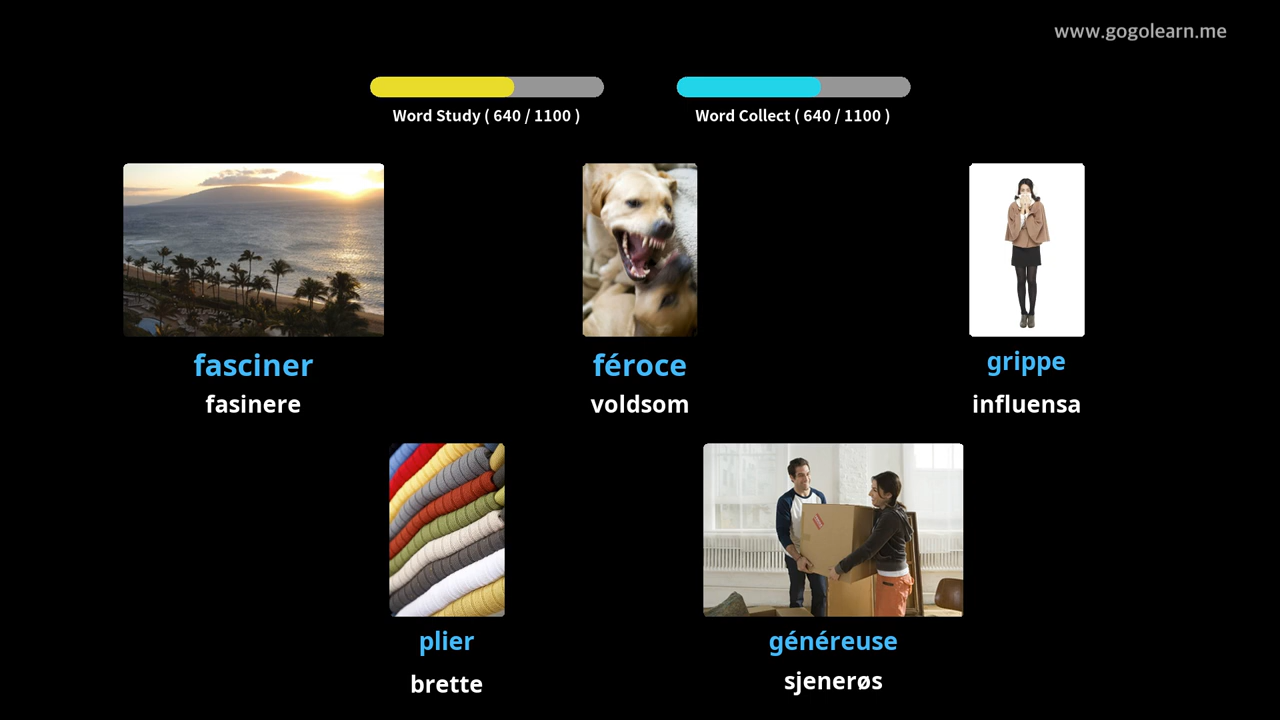 www.gogolearn.me
Word Study ( 640 / 1100 )
Word Collect ( 640 / 1100 )
fasciner
féroce
grippe
fasinere
voldsom
influensa
plier
généreuse
brette
sjenerøs